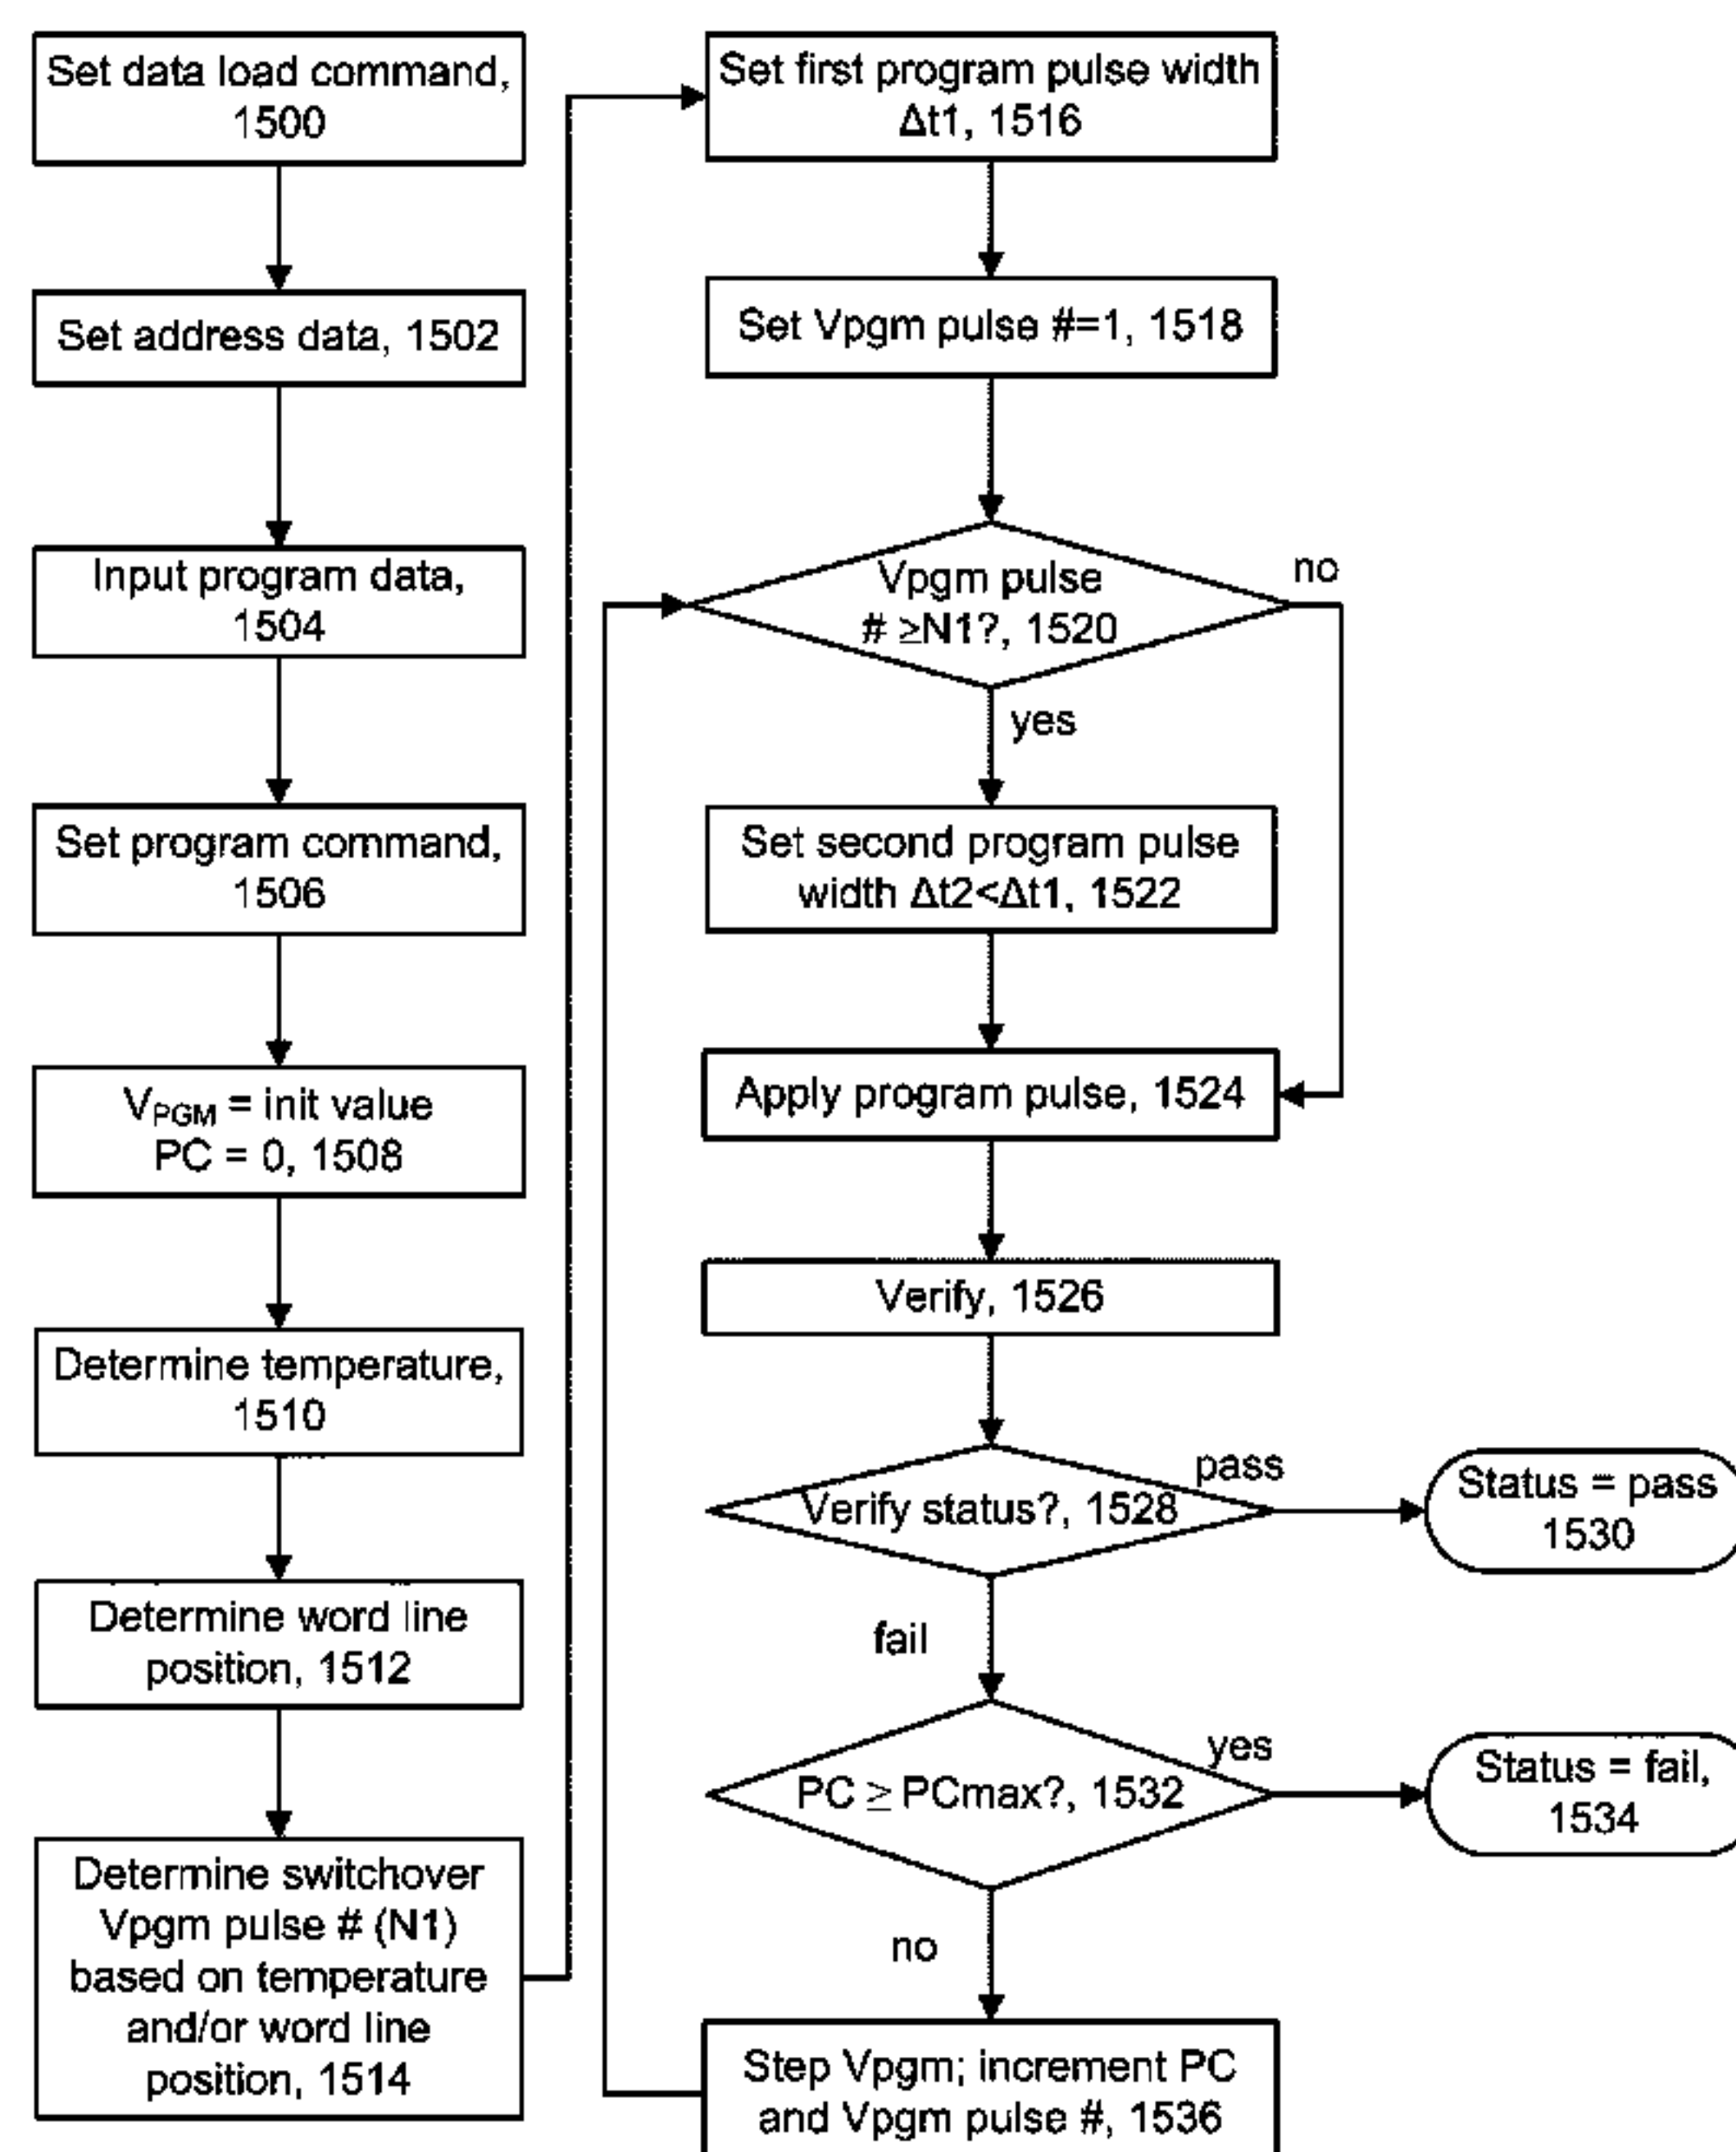 Set data load command,
1500
Set address data, 1502
Input program data,
1504
Set program command,
1506
VPGM = init value
PC = 0, 1508
Determine temperature,
1510
Determine word line
position, 1512
Determine switchover
Vpgm pulse # (N1)
based on temperature
and/or word line
position, 1514
Set first program pulse width
Δt1, 1516
Set Vpgm pulse #=1, 1518
Vpgm pulse
# ≥N1?, 1520
no
yes
Set second program pulse
width Δt2<Δt1, 1522
Apply program pulse, 1524
Verify, 1526
Verify status?, 1528
pass
Status = pass
1530
fail
PC ≥ PCmax?, 1532
yes
Status = fail,
1534
no
Step Vpgm; increment PC
and Vpgm pulse #, 1536